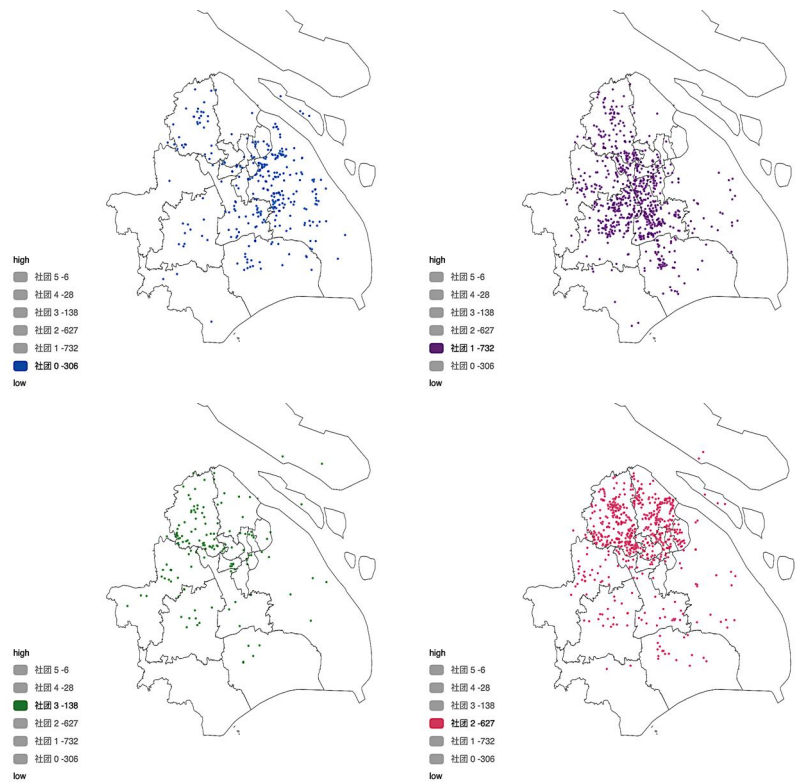 high
社团 5 -6
社团 4 -28
社团 3 -138
社团 2 -627
社团 1 -732
社团 0 -306
low
high
社团 5 -6
社团 4 -28
社团 3 -138
社团 2 -627
社团 1 -732
社团 0 -306
low
high
社团 5 -6
社团 4 -28
社团 3 -138
社团 2 -627
社团 1 -732
社团 0 -306
low
high
社团 5 -6
社团 4 -28
社团 3 -138
社团 2 -627
社团 1 -732
社团 0 -306
low